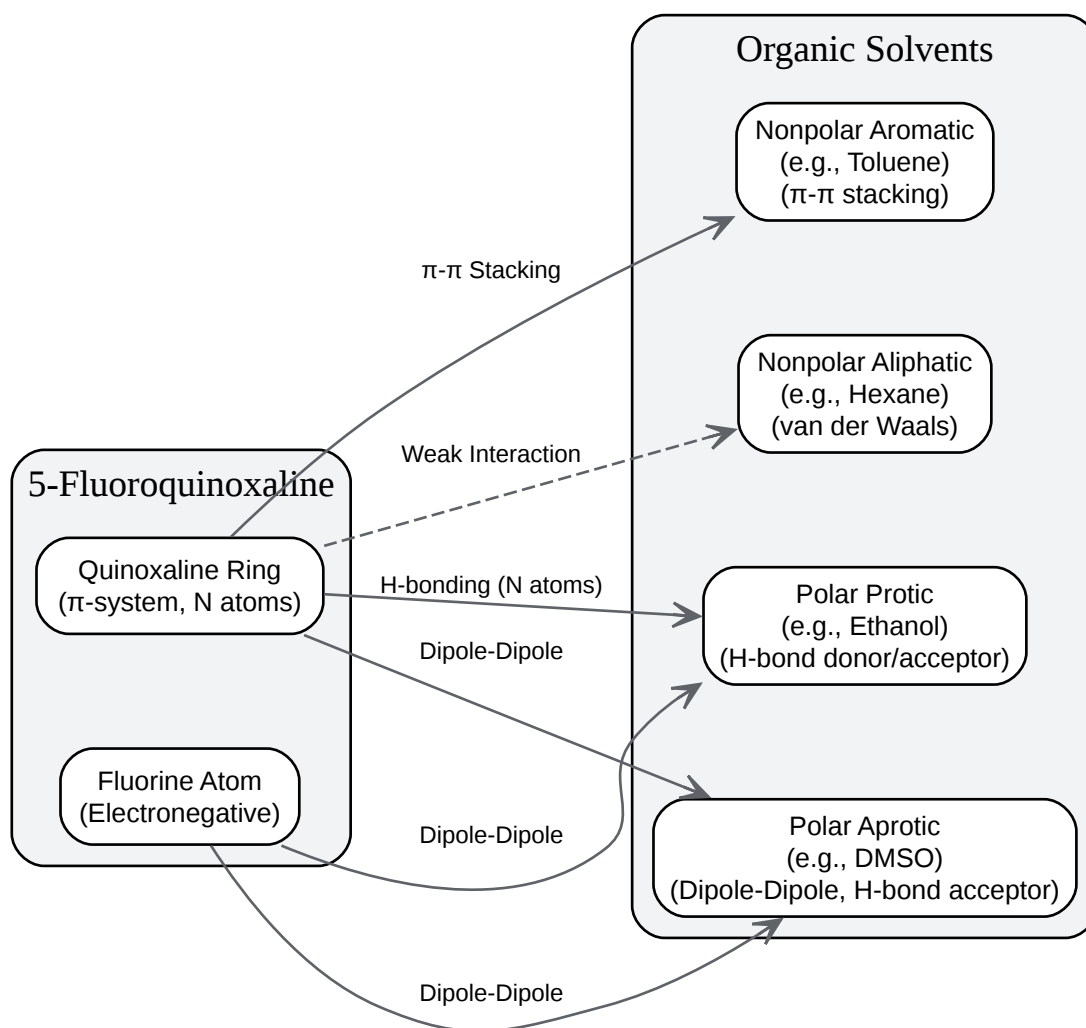 Organic Solvents
Nonpolar Aromatic
(e.g., Toluene)
(π-π stacking)
π-π Stacking
Nonpolar Aliphatic
(e.g., Hexane)
(van der Waals)
Weak Interaction
5-Fluoroquinoxaline
Quinoxaline Ring
(π-system, N atoms)
H-bonding (N atoms)
Polar Protic
(e.g., Ethanol)
(H-bond donor/acceptor)
Dipole-Dipole
Fluorine Atom
(Electronegative)
Dipole-Dipole
Polar Aprotic
(e.g., DMSO)
(Dipole-Dipole, H-bond acceptor)
Dipole-Dipole